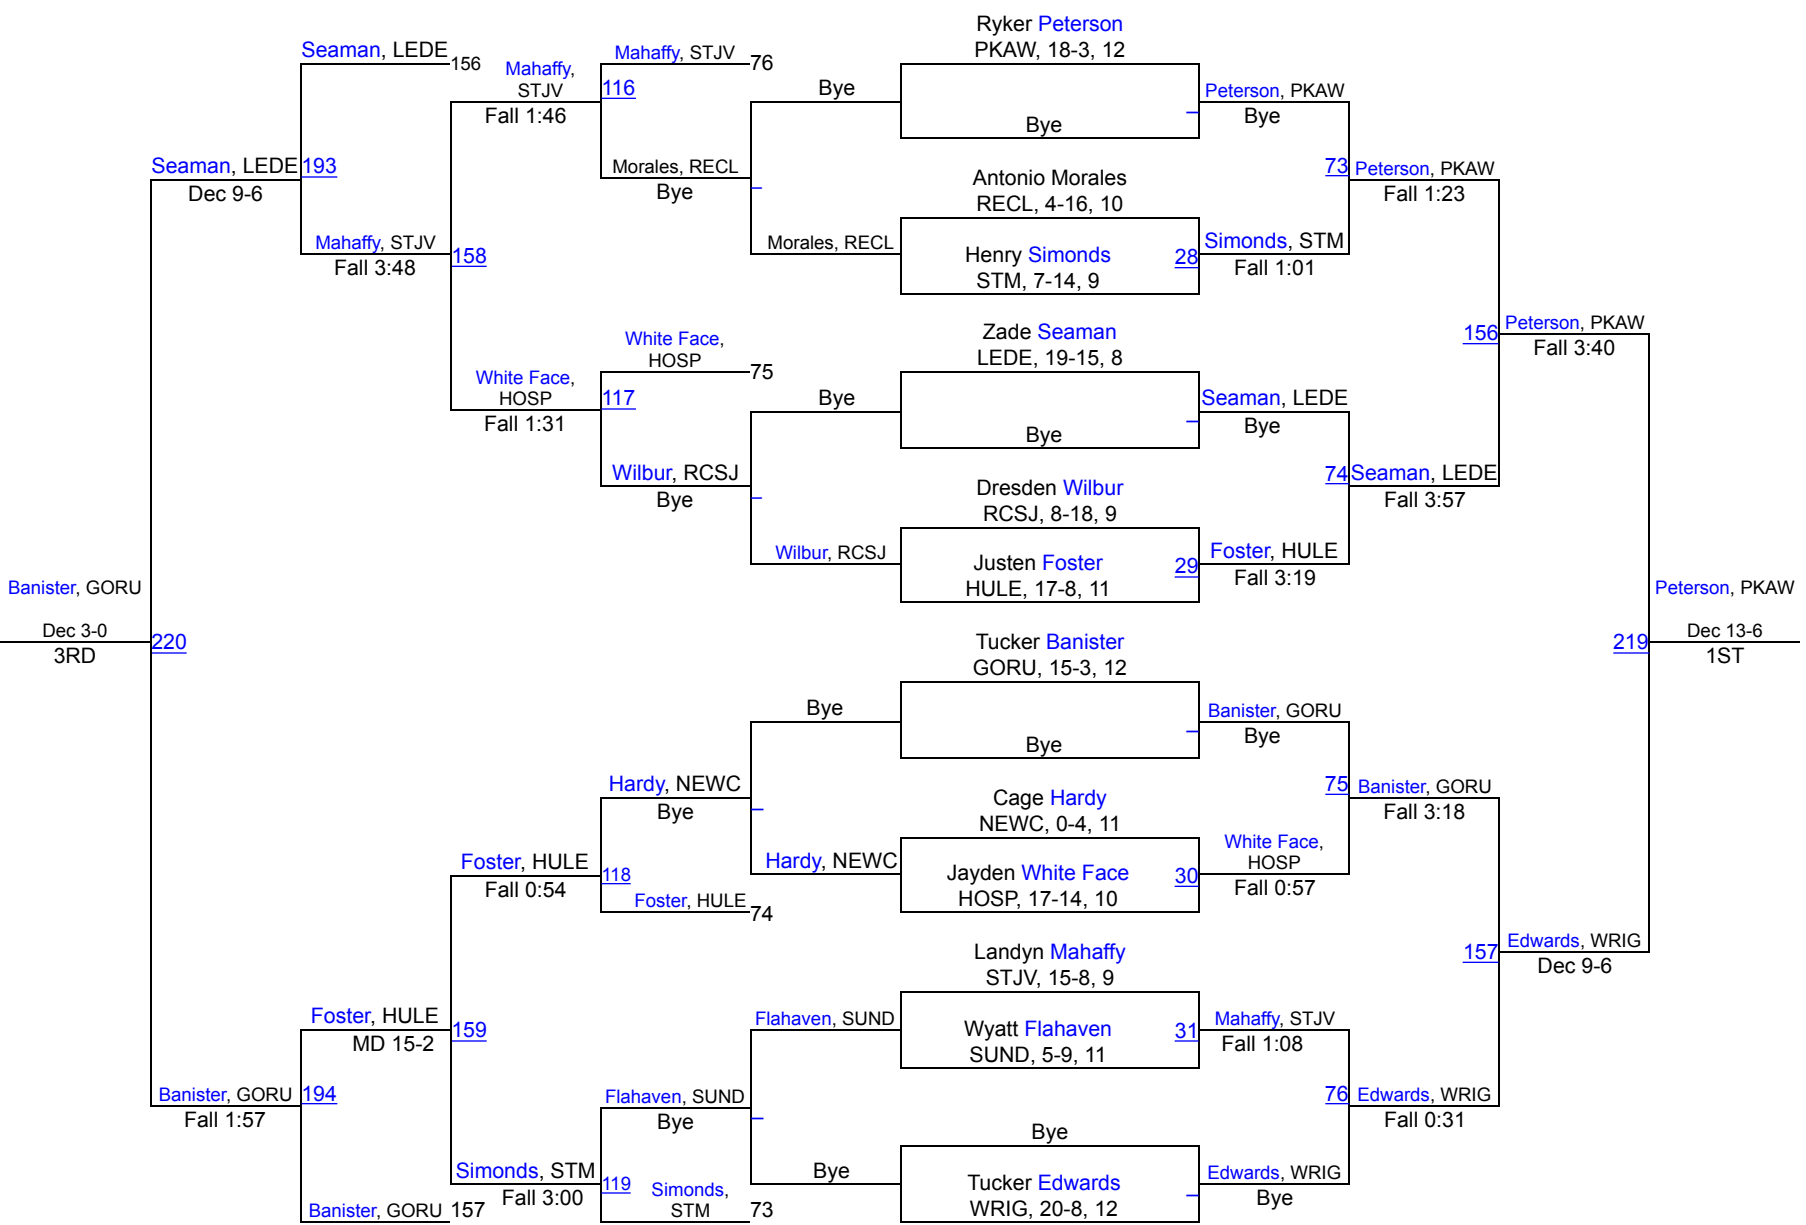 Seaman, LEDE
156
Mahaffy,
STJV
Fall 1:46
Mahaffy, STJV
76
116
Bye
Ryker Peterson
PKAW, 18-3, 12
Bye
Peterson, PKAW
Bye
Seaman, LEDE
193
Dec 9-6
Morales, RECL
Bye
Antonio Morales
RECL, 4-16, 10
73
Peterson, PKAW
Fall 1:23
Mahaffy, STJV
Fall 3:48
158
Morales, RECL
Henry Simonds
STM, 7-14, 9
28
Simonds, STM
Fall 1:01
White Face,
HOSP
75
Zade Seaman
LEDE, 19-15, 8
156
Peterson, PKAW
Fall 3:40
White Face,
HOSP
Fall 1:31
117
Bye
Bye
Seaman, LEDE
Bye
Wilbur, RCSJ
Bye
Dresden Wilbur
RCSJ, 8-18, 9
74
Seaman, LEDE
Fall 3:57
Wilbur, RCSJ
Justen Foster
HULE, 17-8, 11
29
Foster, HULE
Fall 3:19
Banister, GORU
Dec 3-0
3RD
220
Tucker Banister
GORU, 15-3, 12
219
Peterson, PKAW
Dec 13-6
1ST
Bye
Bye
Banister, GORU
Bye
Hardy, NEWC
Bye
Cage Hardy
NEWC, 0-4, 11
75
Banister, GORU
Fall 3:18
Foster, HULE
Fall 0:54
118
Hardy, NEWC
Jayden White Face
HOSP, 17-14, 10
30
White Face,
HOSP
Fall 0:57
Foster, HULE
74
Landyn Mahaffy
STJV, 15-8, 9
157
Edwards, WRIG
Dec 9-6
Foster, HULE
MD 15-2
159
Flahaven, SUND
Wyatt Flahaven
SUND, 5-9, 11
31
Mahaffy, STJV
Fall 1:08
Banister, GORU
Fall 1:57
194
Flahaven, SUND
Bye
76
Edwards, WRIG
Fall 0:31
Bye
Simonds, STM
Fall 3:00
119
Simonds,
STM
73
Bye
Tucker Edwards
WRIG, 20-8, 12
Edwards, WRIG
Bye
Banister, GORU
157